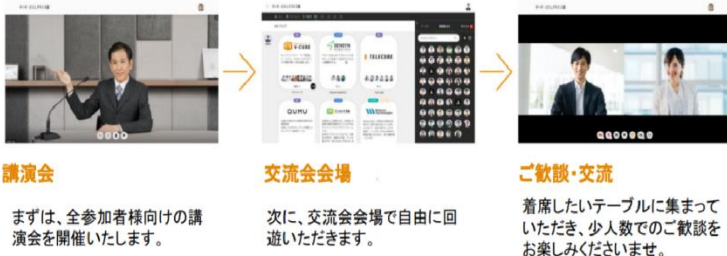 V-CUBE
TELECUBE
QUMU
講演会
まずは、全参加者様向けの講
演会を開催いたします。
交流会会場
次に、交流会会場で自由に回
遊いただきます。
ご歓談・交流
着席したいテーブルに集まって
いただき、少人数でのご歓談を
お楽しみくださいませ。